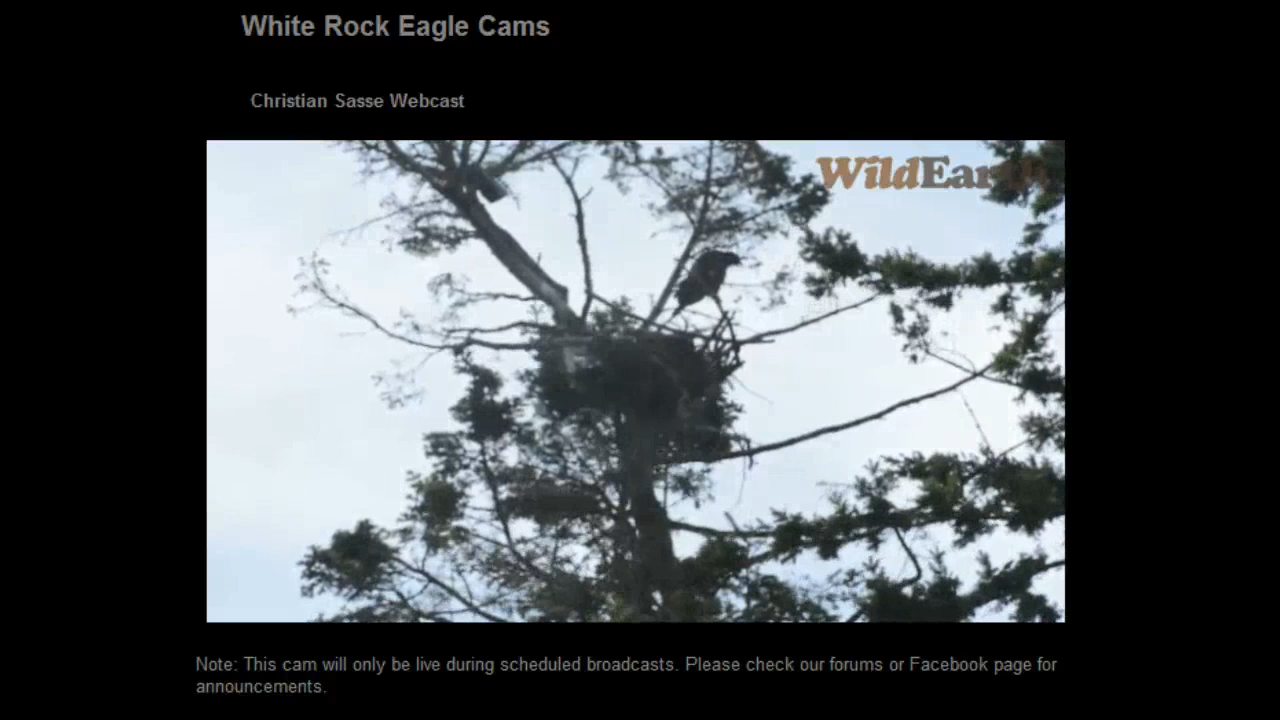 White Rock Eagle Cams
Christian Sasse Webcast
WildEarth
Note: This cam will only be live during scheduled broadcasts. Please check our forums or Facebook page for
announcements.